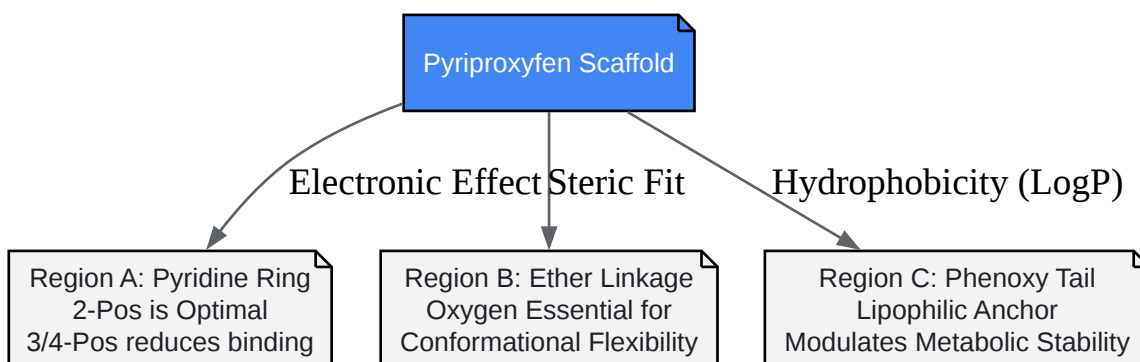 Pyriproxyfen Scaffold
Electronic Effect
Steric Fit
Hydrophobicity (LogP)
Region A: Pyridine Ring
2-Pos is Optimal
3/4-Pos reduces binding
Region B: Ether Linkage
Oxygen Essential for
Conformational Flexibility
Region C: Phenoxy Tail
Lipophilic Anchor
Modulates Metabolic Stability